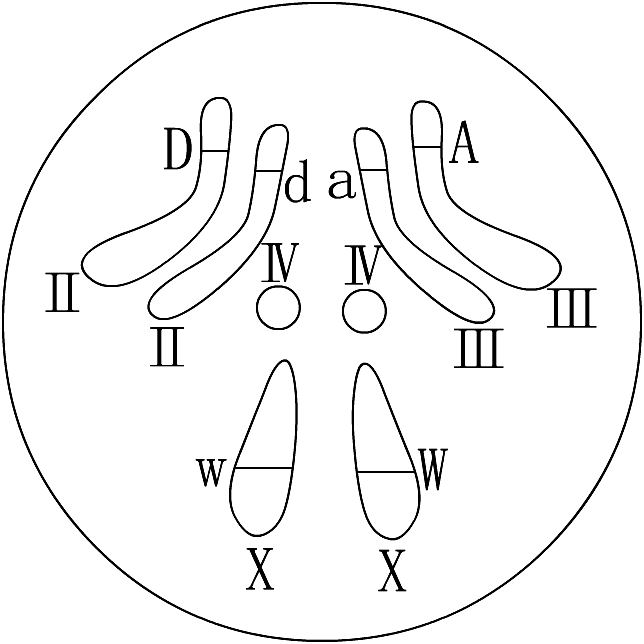 D d a A
Ⅱ Ⅱ Ⅳ Ⅳ Ⅲ Ⅲ
w W
X X